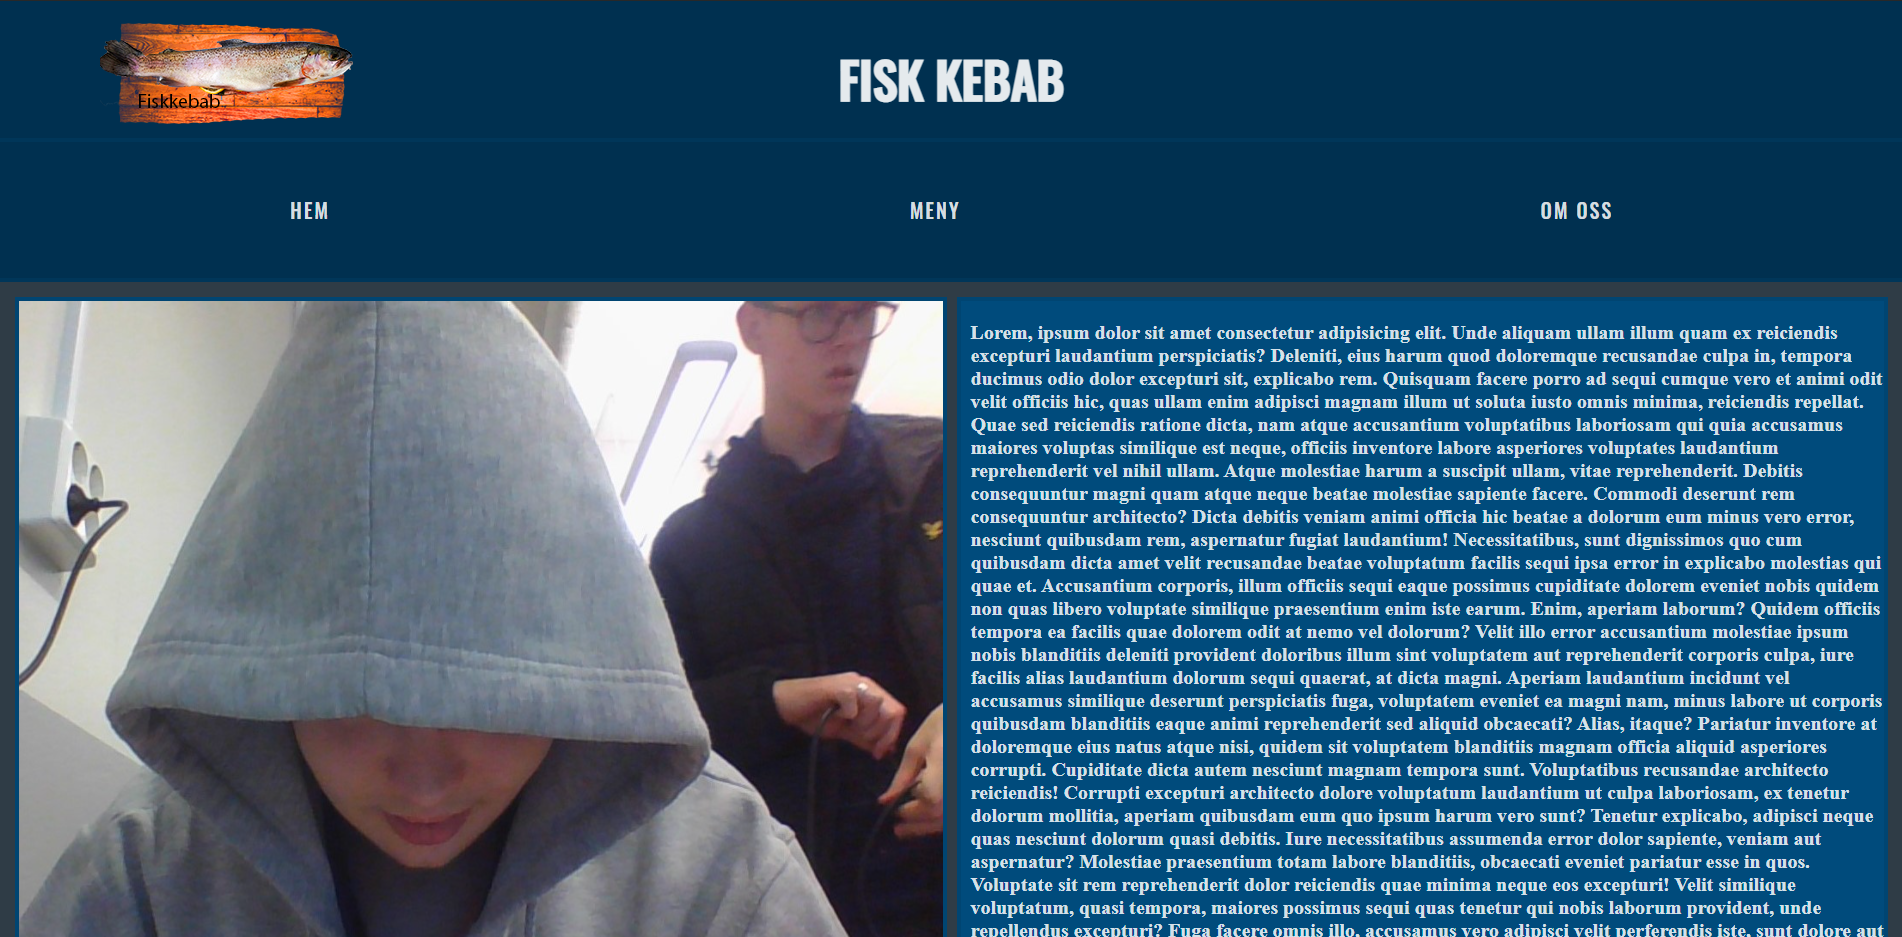 Fiskkebab
FISK KEBAB
HEM
MENY
OM OSS
Lorem, ipsum dolor sit amet consectetur adipisicing elit. Unde aliquam ullam illum quam ex reiciendis
excepturi laudantium perspiciatis? Deleniti, eius harum quod doloremque recusandae culpa in, tempora
ducimus odio dolor excepturi sit, explicabo rem. Quisquam facere porro ad sequi cumque vero et animi odit
velit officiis hic, quas ullam enim adipisci magnam illum ut soluta iusto omnis minima, reiciendis repellat.
Quae sed reiciendis ratione dicta, nam atque accusantium voluptatibus laboriosam qui quia accusamus
maiores voluptas similique est neque, officiis inventore labore asperiores voluptates laudantium
reprehenderit vel nihil ullam. Atque molestiae harum a suscipit ullam, vitae reprehenderit. Debitis
consequuntur magni quam atque neque beatae molestiae sapiente facere. Commodi deserunt rem
consequuntur architecto? Dicta debitis veniam animi officia hic beatae a dolorum eum minus vero error,
nesciunt quibusdam rem, aspernatur fugiat laudantium! Necessitatibus, sunt dignissimos quo cum
quibusdam dicta amet velit recusandae beatae voluptatum facilis sequi ipsa error in explicabo molestias qui
quae et. Accusantium corporis, illum officiis sequi eaque possimus cupiditate dolorem eveniet nobis quidem
non quas libero voluptate similique praesentium enim iste earum. Enim, aperiam laborum? Quidem officiis
tempora ea facilis quae dolorem odit at nemo vel dolorum? Velit illo error accusantium molestiae ipsum
nobis blanditiis deleniti provident doloribus illum sint voluptatem aut reprehenderit corporis culpa, iure
facilis alias laudantium dolorum sequi quaerat, at dicta magni. Aperiam laudantium incidunt vel
accusamus similique deserunt perspiciatis fuga, voluptatem eveniet ea magni nam, minus labore ut corporis
quibusdam blanditiis eaque animi reprehenderit sed aliquid obcaecati? Alias, itaque? Pariatur inventore at
doloremque eius natus atque nisi, quidem sit voluptatem blanditiis magnam officia aliquid asperiores
corrupti. Cupiditate dicta autem nesciunt magnam tempora sunt. Voluptatibus recusandae architecto
reiciendis! Corrupti excepturi architecto dolore voluptatum laudantium ut culpa laboriosam, ex tenetur
dolorum mollitia, aperiam quibusdam eum quo ipsum harum vero sunt? Tenetur explicabo, adipisci neque
quas nesciunt dolorum quasi debitis. Iure necessitatibus assumenda error dolor sapiente, veniam aut
aspernatur? Molestiae praesentium totam labore blanditiis, obcaecati eveniet pariatur esse in quos.
Voluptate sit rem reprehenderit dolor reiciendis quae minima neque eos excepturi! Velit similique
voluptatum, quasi tempora, maiores possimus sequi quas tenetur qui nobis laborum provident, unde
repellendus excepturi? Fuga facere omnis illo, accusamus vero adipisci velit perferendis iste, sunt dolore aut